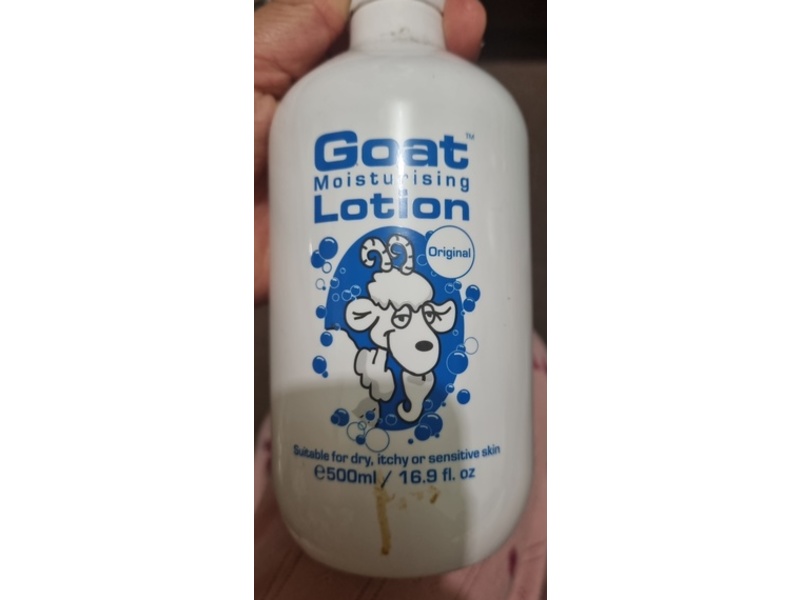 Goat™
Moisturising
Lotion
Original
Suitable for dry, itchy or sensitive skin
℮500ml / 16.9 fl. oz